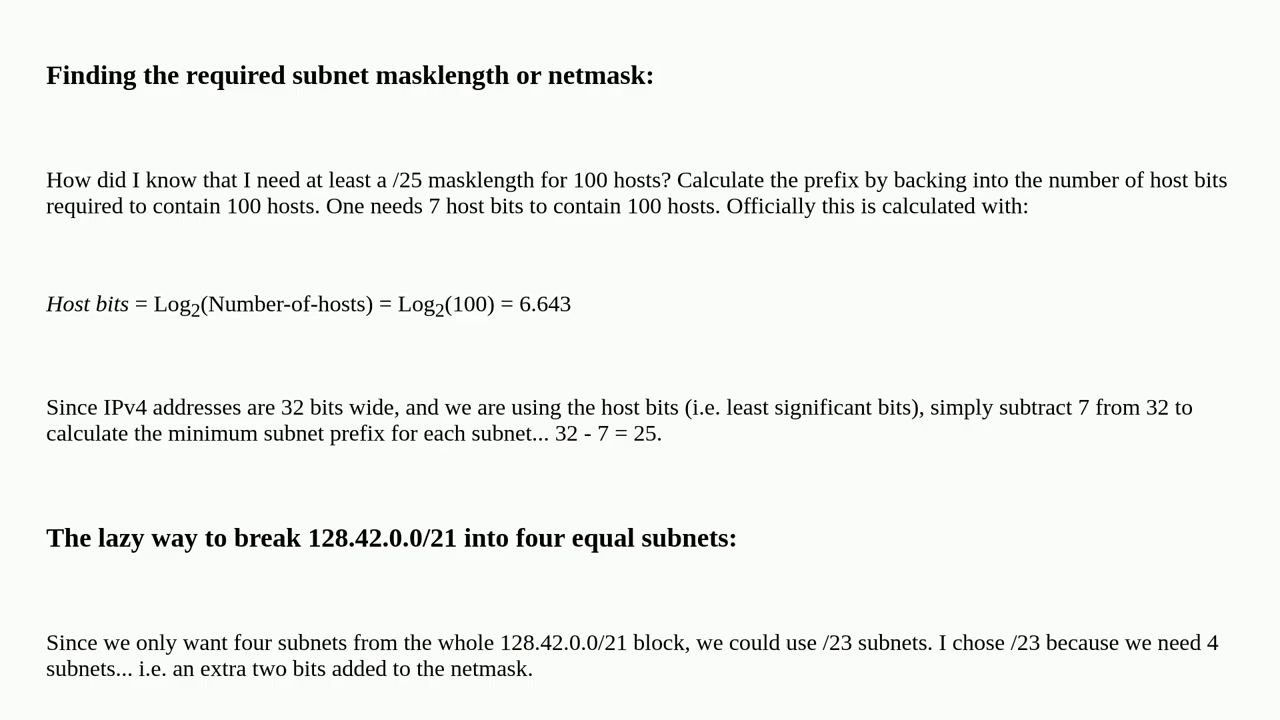 Finding the required subnet masklength or netmask:
How did I know that I need at least a /25 masklength for 100 hosts? Calculate the prefix by backing into the number of host bits
required to contain 100 hosts. One needs 7 host bits to contain 100 hosts. Officially this is calculated with:
Host bits = Log2(Number-of-hosts) = Log2(100) = 6.643
Since IPv4 addresses are 32 bits wide, and we are using the host bits (i.e. least significant bits), simply subtract 7 from 32 to
calculate the minimum subnet prefix for each subnet... 32 - 7 = 25.
The lazy way to break 128.42.0.0/21 into four equal subnets:
Since we only want four subnets from the whole 128.42.0.0/21 block, we could use /23 subnets. I chose /23 because we need 4
subnets... i.e. an extra two bits added to the netmask.